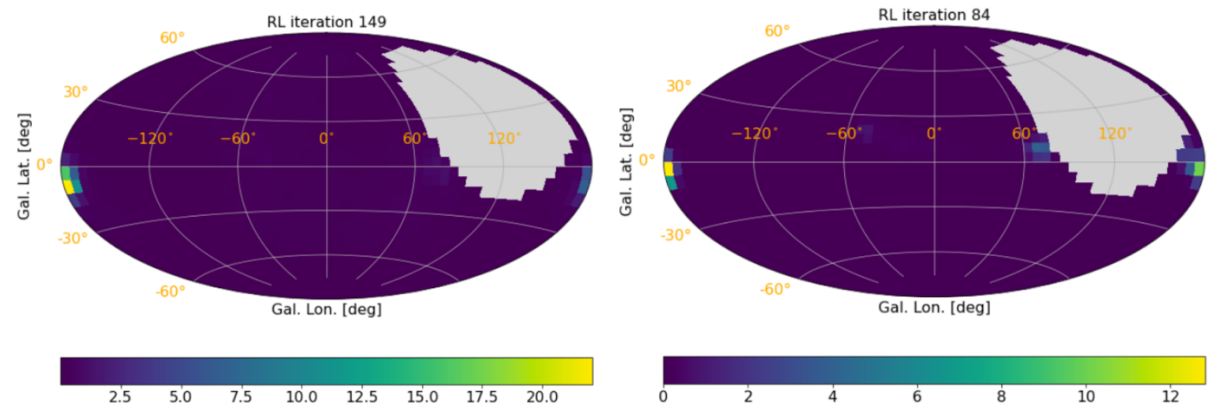 RL iteration 149
60°
30°
−120° −60° 0° 60° 120°
0°
-30°
-60°
Gal. Lat. [deg]
Gal. Lon. [deg]
2.5 5.0 7.5 10.0 12.5 15.0 17.5 20.0
RL iteration 84
60°
30°
−120° −60° 0° 60° 120°
0°
-30°
-60°
Gal. Lat. [deg]
Gal. Lon. [deg]
0 2 4 6 8 10 12